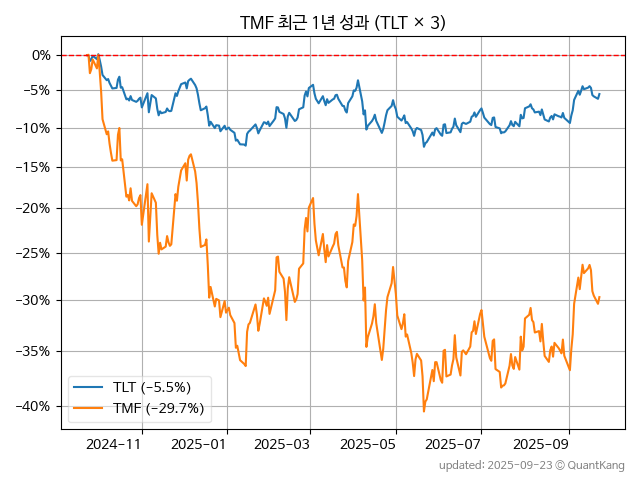 TMF 최근 1년 성과 (TLT × 3)
0%
−5%
−10%
−15%
−20%
−25%
−30%
−35%
−40%
TLT (−5.5%)
TMF (−29.7%)
2024−11 2025−01 2025−03 2025−05 2025−07 2025−09
updated: 2025−09−23 ⓒ QuantKang